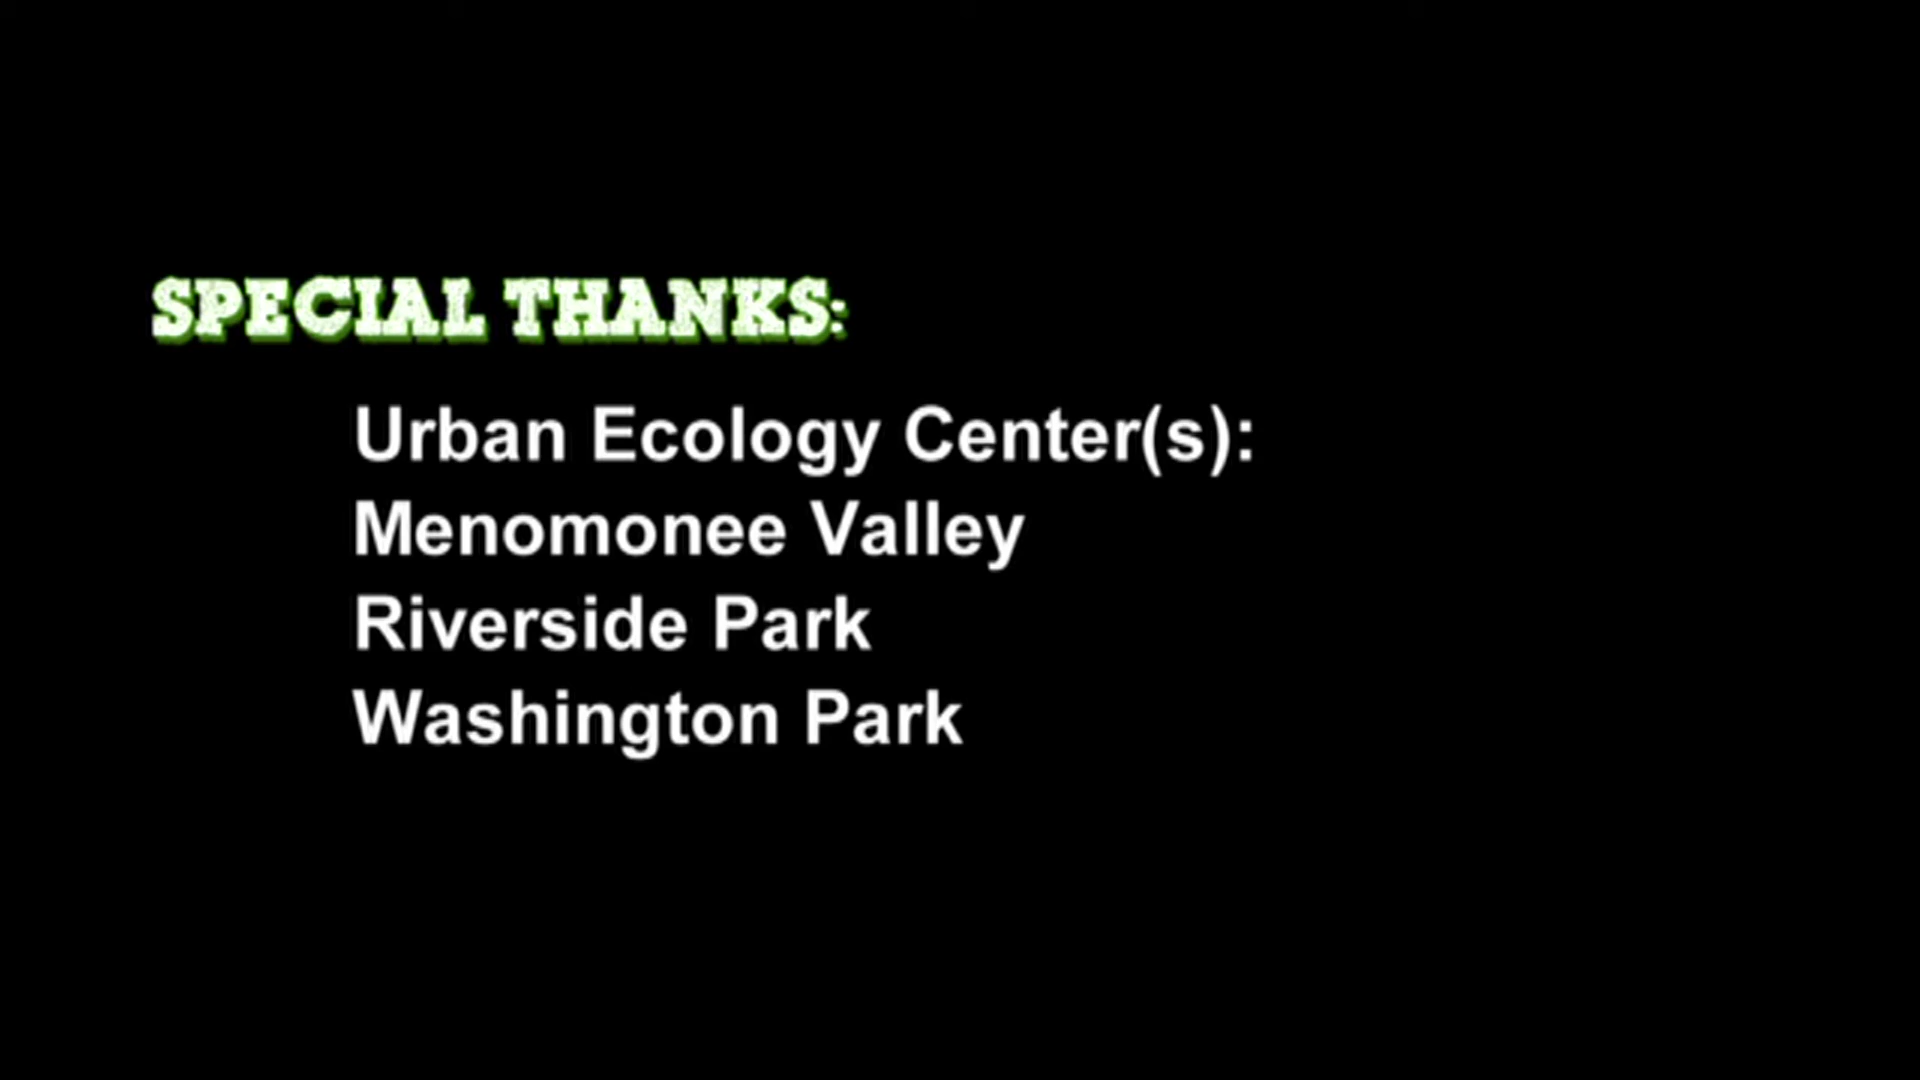 SPECIAL THANKS:
Urban Ecology Center(s):
Menomonee Valley
Riverside Park
Washington Park